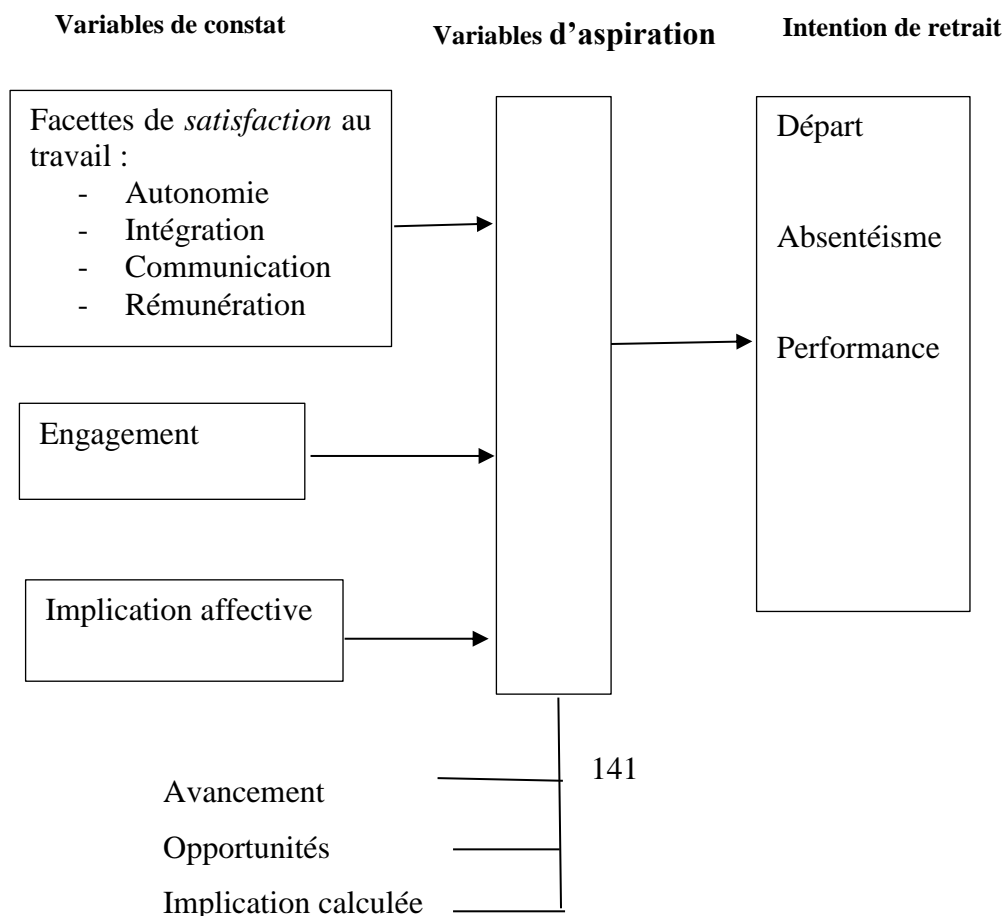 Variables de constat
Variables d’aspiration
Intention de retrait
Facettes de satisfaction au
travail :
- Autonomie
- Intégration
- Communication
- Rémunération
Engagement
Implication affective
Départ
Absentéisme
Performance
141
Avancement
Opportunités
Implication calculée